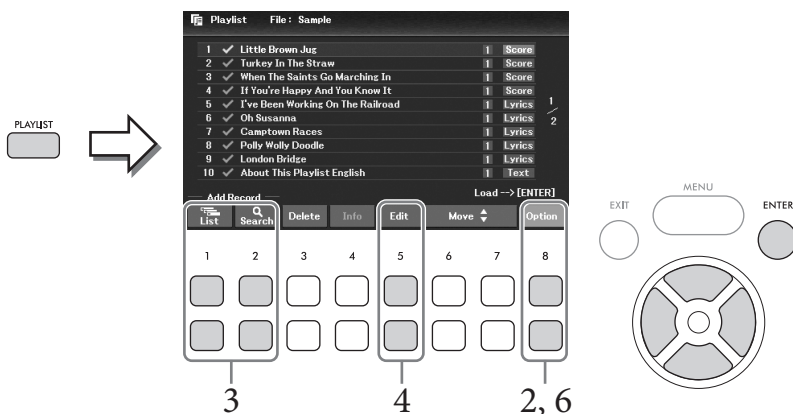 Playlist File: Sample
1 Little Brown Jug 1 Score
2 Turkey In The Straw 1 Score
3 When The Saints Go Marching In 1 Score
4 If You're Happy And You Know It 1 Score
5 I've Been Working On The Railroad 1 Lyrics
6 Oh Susanna 1 Lyrics
7 Camptown Races 1 Lyrics
8 Polly Wolly Doodle 1 Lyrics
9 London Bridge 1 Lyrics
10 About This Playlist English 1 Text
1/2
Add Record Load -->[ENTER]
List Search Delete Info Edit Move Option
1 2 3 4 5 6 7 8
3 4 2, 6
PLAYLIST
EXIT MENU ENTER